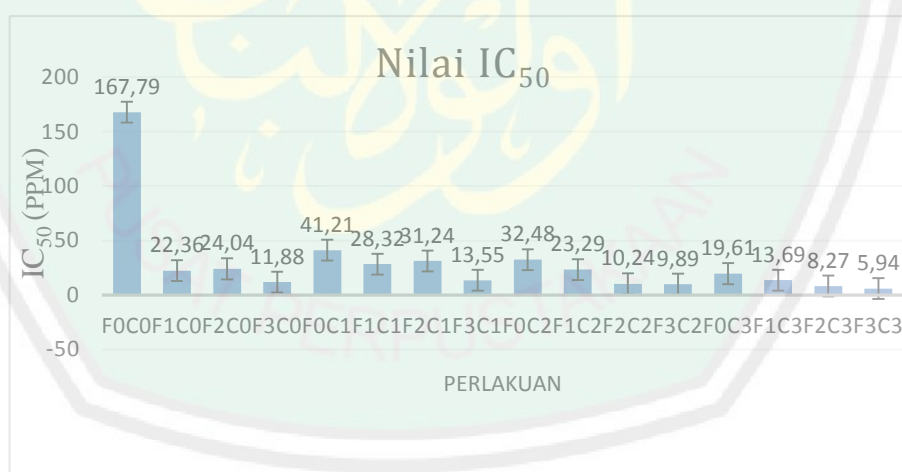 Nilai IC50
200
167,79
150
IC50 (PPM)
100
50
22,36 24,04 11,88 41,21 28,32 31,24 13,55 32,48 23,29 10,24 9,89 19,61 13,69 8,27 5,94
0
F0C0 F1C0 F2C0 F3C0 F0C1 F1C1 F2C1 F3C1 F0C2 F1C2 F2C2 F3C2 F0C3 F1C3 F2C3 F3C3
-50
PERLAKUAN